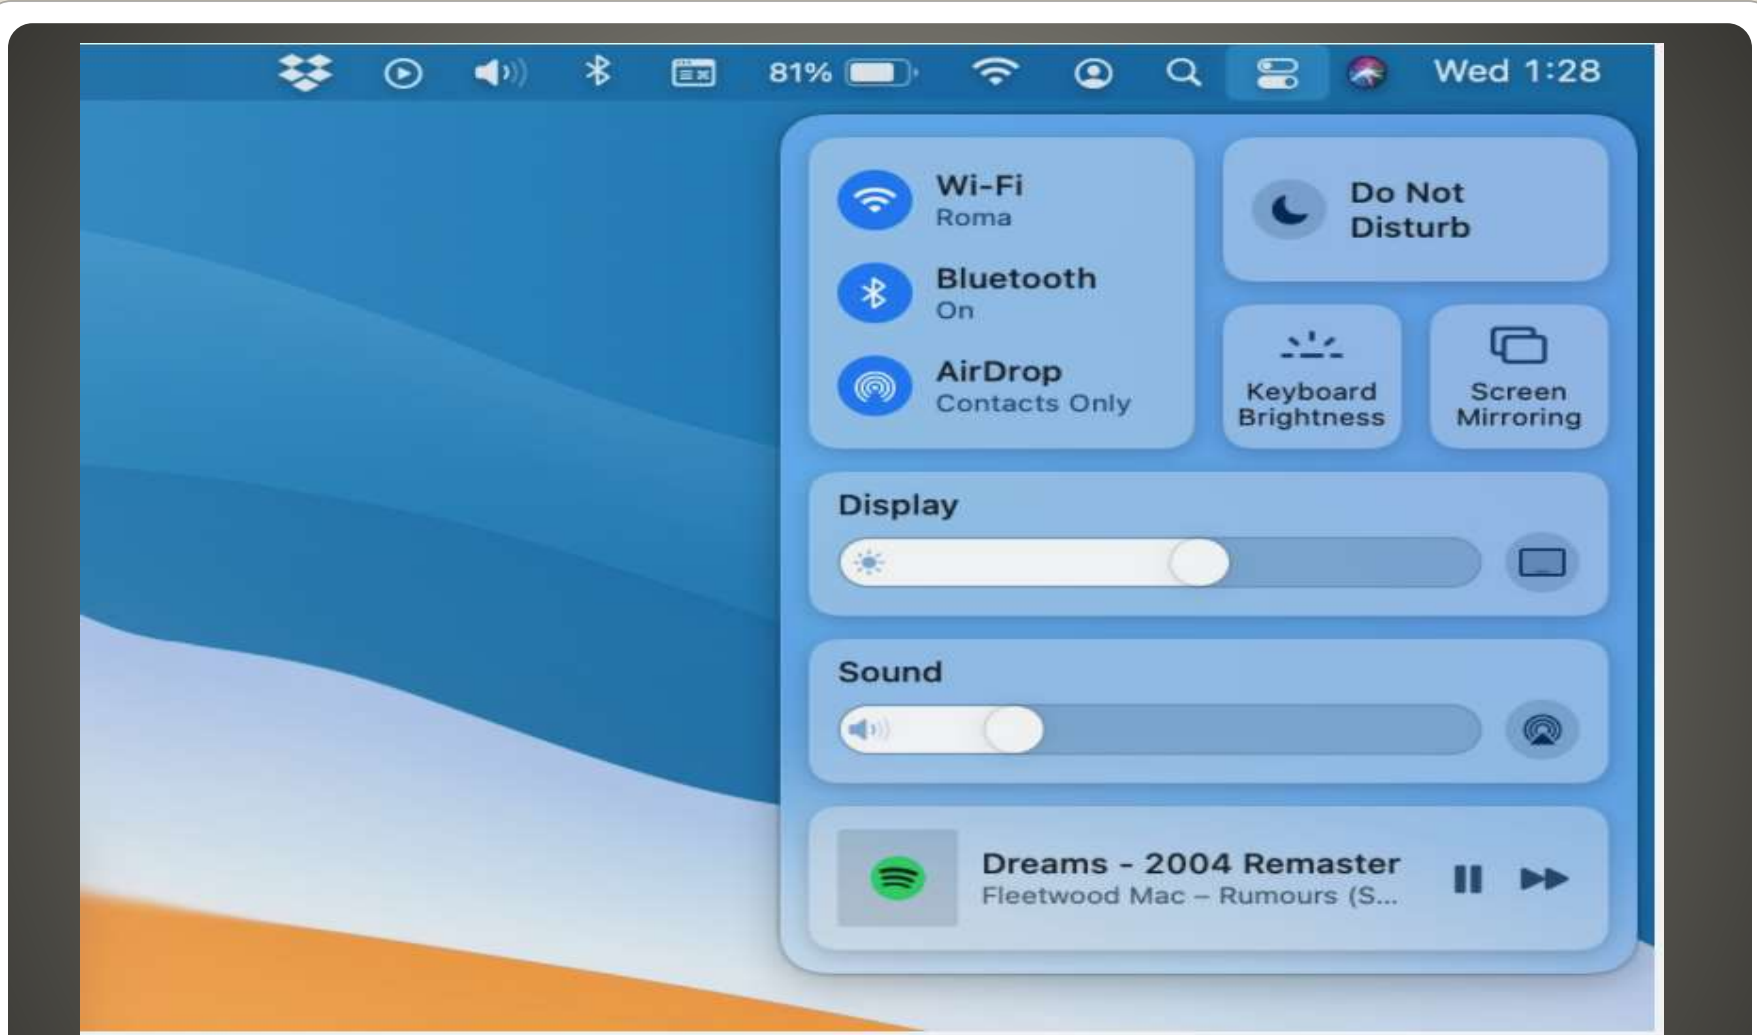 81% Wed 1:28
Wi-Fi
Roma
Bluetooth
On
AirDrop
Contacts Only
Do Not
Disturb
Keyboard
Brightness
Screen
Mirroring
Display
Sound
Dreams - 2004 Remaster
Fleetwood Mac – Rumours (S...